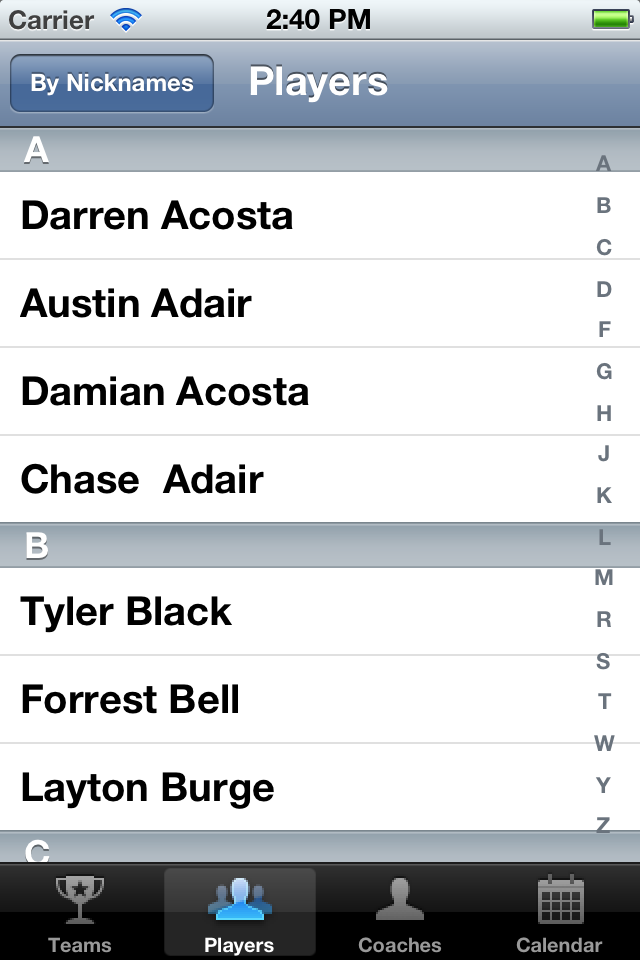 Carrier 2:40 PM
By Nicknames Players
A
Darren Acosta
Austin Adair
Damian Acosta
Chase  Adair
B
Tyler Black
Forrest Bell
Layton Burge
C
A
B
C
D
F
G
H
J
K
L
M
R
S
T
W
Y
Z
Teams Players Coaches Calendar